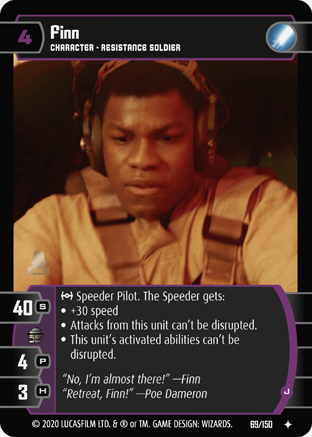 4
Finn
CHARACTER • RESISTANCE SOLDIER
40 S
Speeder Pilot. The Speeder gets:
• +30 speed
• Attacks from this unit can't be disrupted.
• This unit's activated abilities can't be
disrupted.
4 P
3 H
"No, I'm almost there!" —Finn
"Retreat, Finn!" —Poe Dameron
J
© 2020 LUCASFILM LTD. & ® or TM. GAME DESIGN: WIZARDS.
69/150